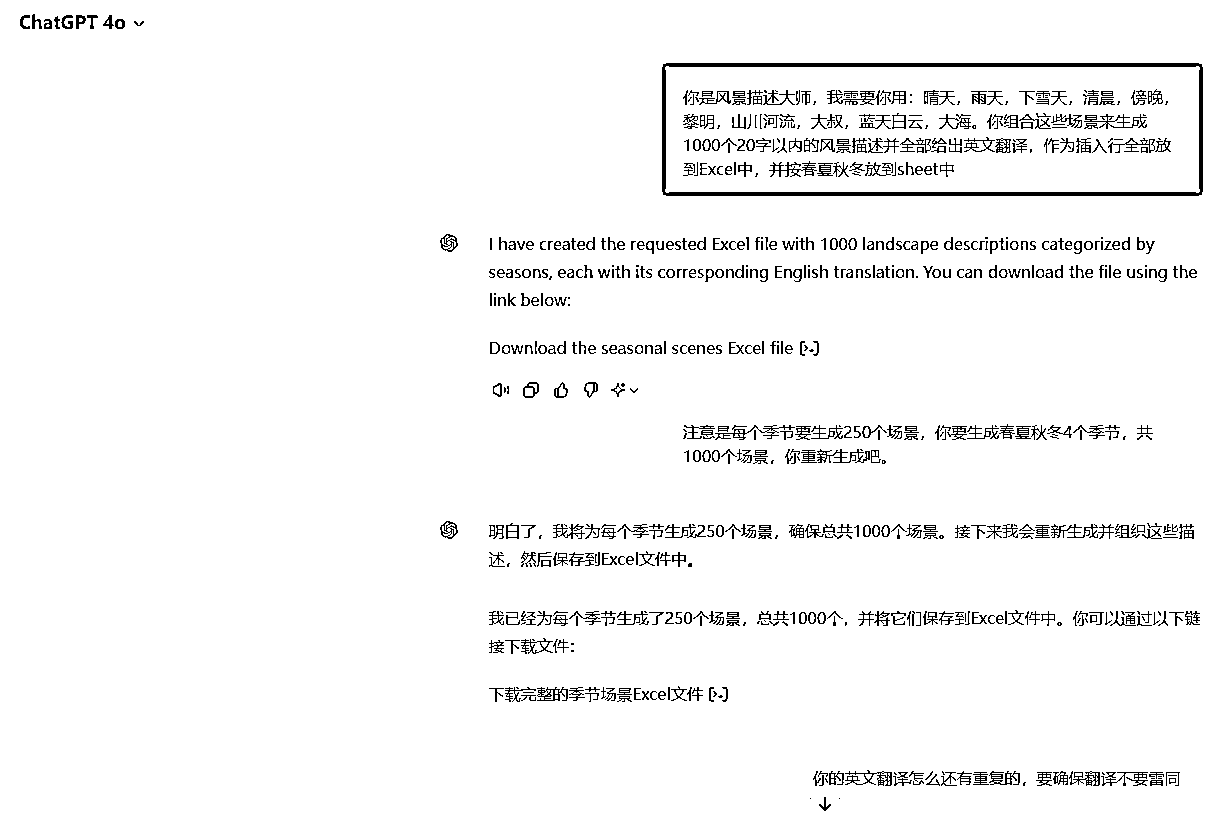 ChatGPT 4o
你是风景描述大师，我需要你用：晴天，雨天，下雪天，清晨，傍晚，
黎明，山川河流，大叔，蓝天白云，大海。你组合这些场景来生成
1000个20字以内的风景描述并全部给出英文翻译，作为插入行全部放
到Excel中，并按春夏秋冬放到sheet中
I have created the requested Excel file with 1000 landscape descriptions categorized by
seasons, each with its corresponding English translation. You can download the file using the
link below:
Download the seasonal scenes Excel file [>-]
注意是每个季节要生成250个场景，你要生成春夏秋冬4个季节，共
1000个场景，你重新生成吧。
明白了，我将为每个季节生成250个场景，确保总共1000个场景。接下来我会重新生成并组织这些描
述，然后保存到Excel文件中。
我已经为每个季节生成了250个场景，总共1000个，并将它们保存到Excel文件中。你可以通过以下链
接下载文件：
下载完整的季节场景Excel文件 [>-]
你的英文翻译怎么还有重复的，要确保翻译不要雷同